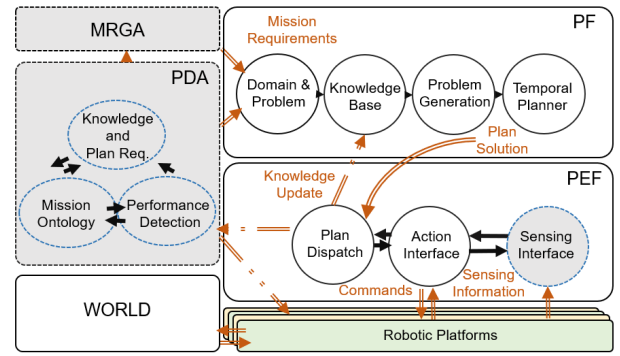 MRGA
Mission
Requirements
PF
PDA
Domain &
Problem
Knowledge
Base
Problem
Generation
Temporal
Planner
Knowledge
and
Plan Req.
Mission
Ontology
Performance
Detection
Plan
Solution
Knowledge
Update
PEF
Plan
Dispatch
Action
Interface
Sensing
Interface
Commands
Sensing
Information
WORLD
Robotic Platforms